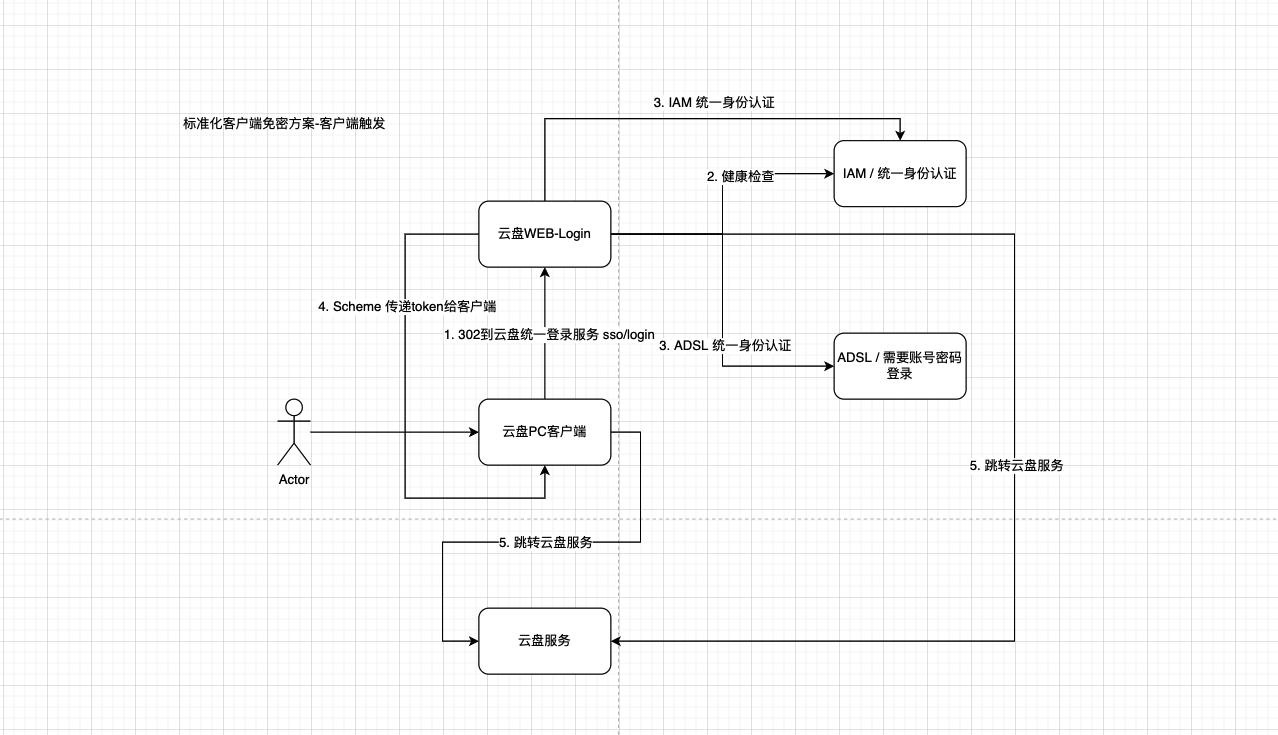 3. IAM 统一身份认证
标准化客户端免密方案-客户端触发
IAM / 统一身份认证
2. 健康检查
云盘WEB-Login
4. Scheme 传递token给客户端
1. 302到云盘统一登录服务 sso/login
3. ADSL 统一身份认证
ADSL / 需要账号密码
登录
云盘PC客户端
Actor
5. 跳转云盘服务
5. 跳转云盘服务
云盘服务